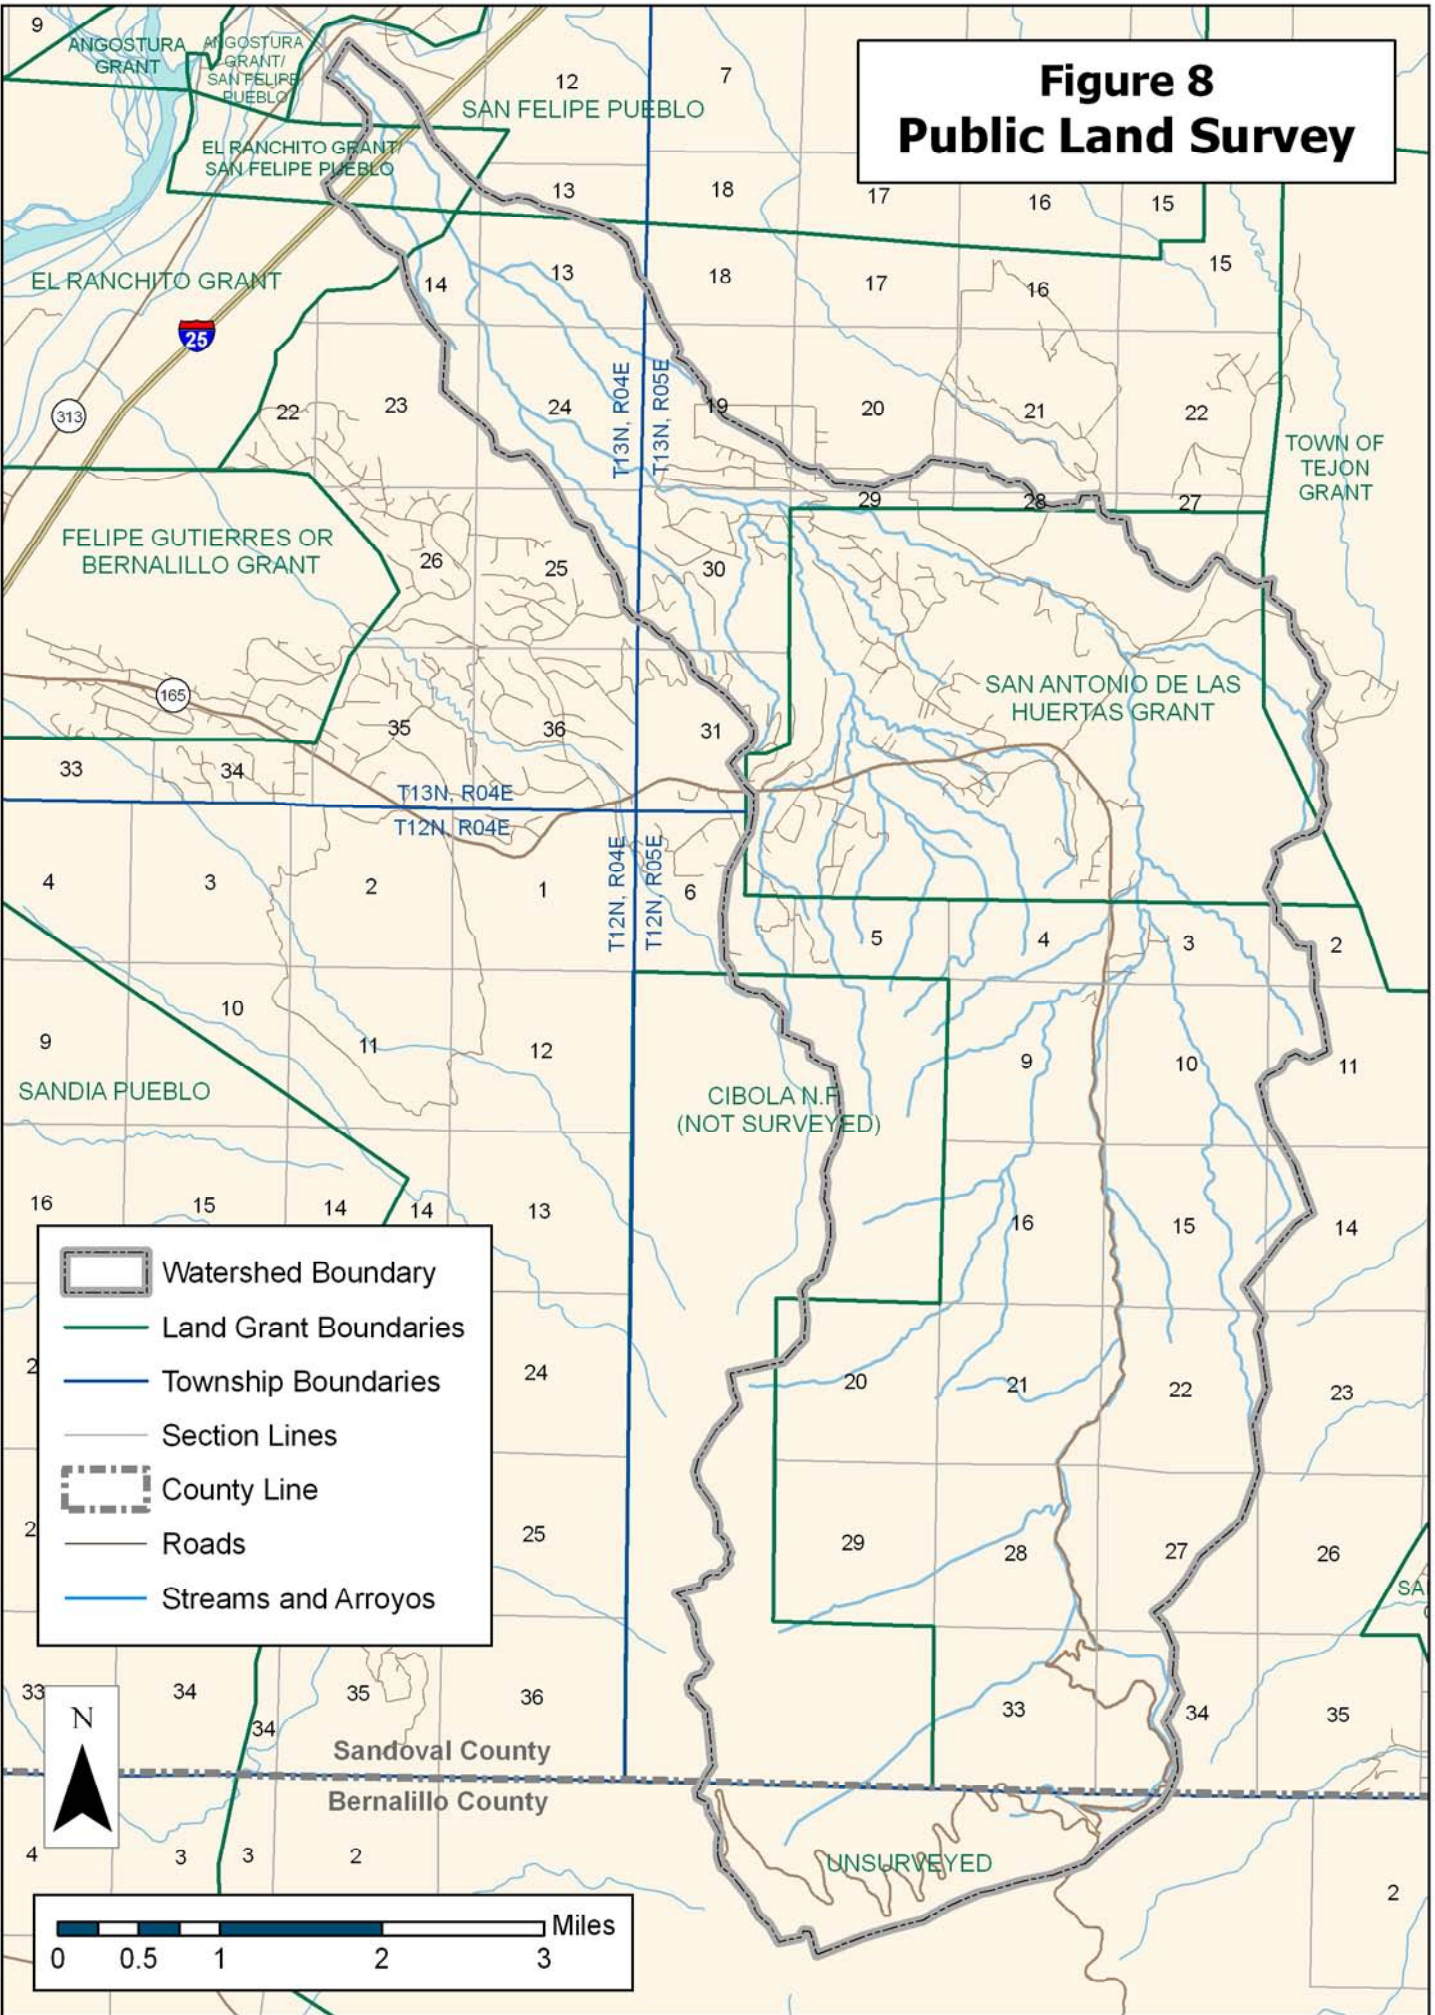 Figure 8
Public Land Survey
9
ANGOSTURA
GRANT
ANGOSTURA
GRANT/
SAN FELIPE
PUEBLO
12
7
SAN FELIPE PUEBLO
EL RANCHITO GRANT/
SAN FELIPE PUEBLO
13
18
17
16
15
EL RANCHITO GRANT
14
13
18
17
16
15
25
313
22
23
24
T13N, R04E
T13N, R05E
19
20
21
22
TOWN OF
TEJON
GRANT
29
28
27
FELIPE GUTIERRES OR
BERNALILLO GRANT
26
25
30
165
SAN ANTONIO DE LAS
HUERTAS GRANT
35
36
31
33
34
T13N, R04E
T12N, R04E
T12N, R04E
T12N, R05E
4
3
2
1
6
5
4
3
2
10
9
11
12
9
10
11
SANDIA PUEBLO
CIBOLA N.F.
(NOT SURVEYED)
16
15
14
14
13
16
15
14
Watershed Boundary
Land Grant Boundaries
Township Boundaries
Section Lines
County Line
Roads
Streams and Arroyos
2
24
20
21
22
23
2
25
29
28
27
26
SA
33
34
34
35
36
33
34
35
N
Sandoval County
Bernalillo County
4
3
3
2
UNSURVEYED
2
Miles
0 0.5 1 2 3